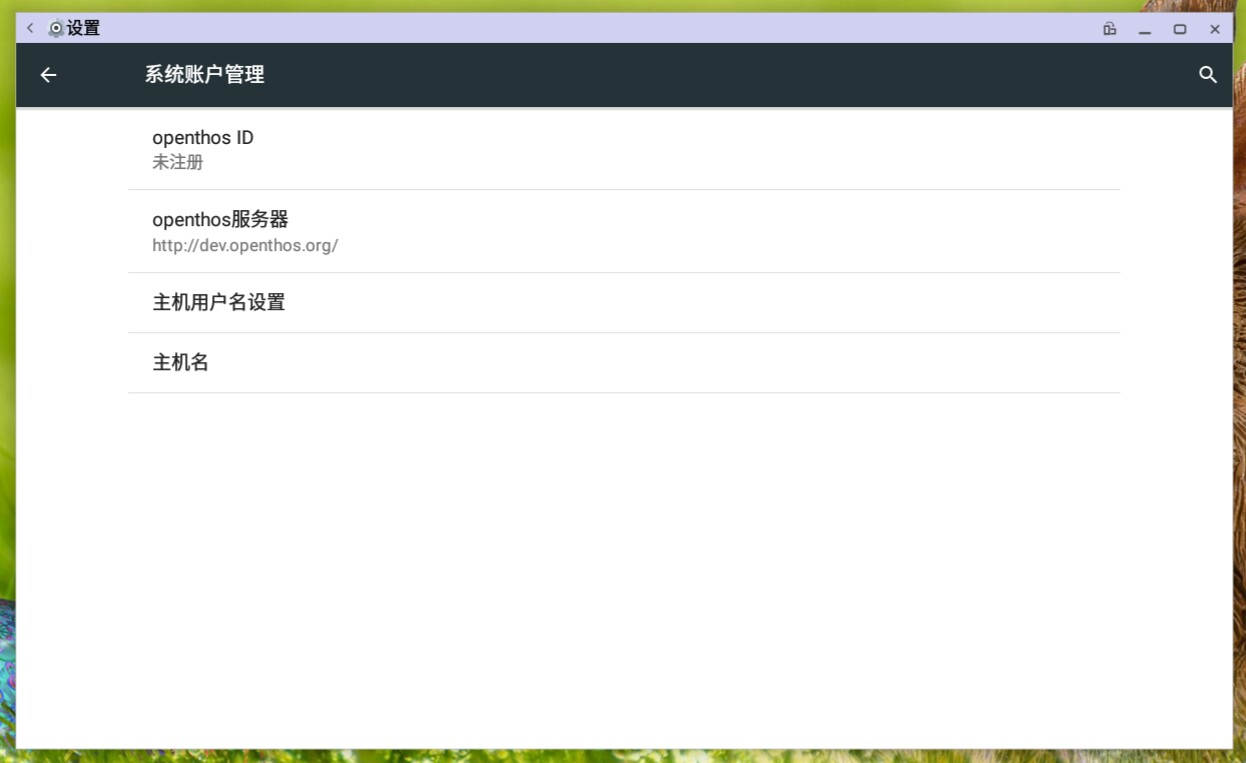 设置
系统账户管理
openthos ID
未注册
openthos服务器
http://dev.openthos.org/
主机用户名设置
主机名